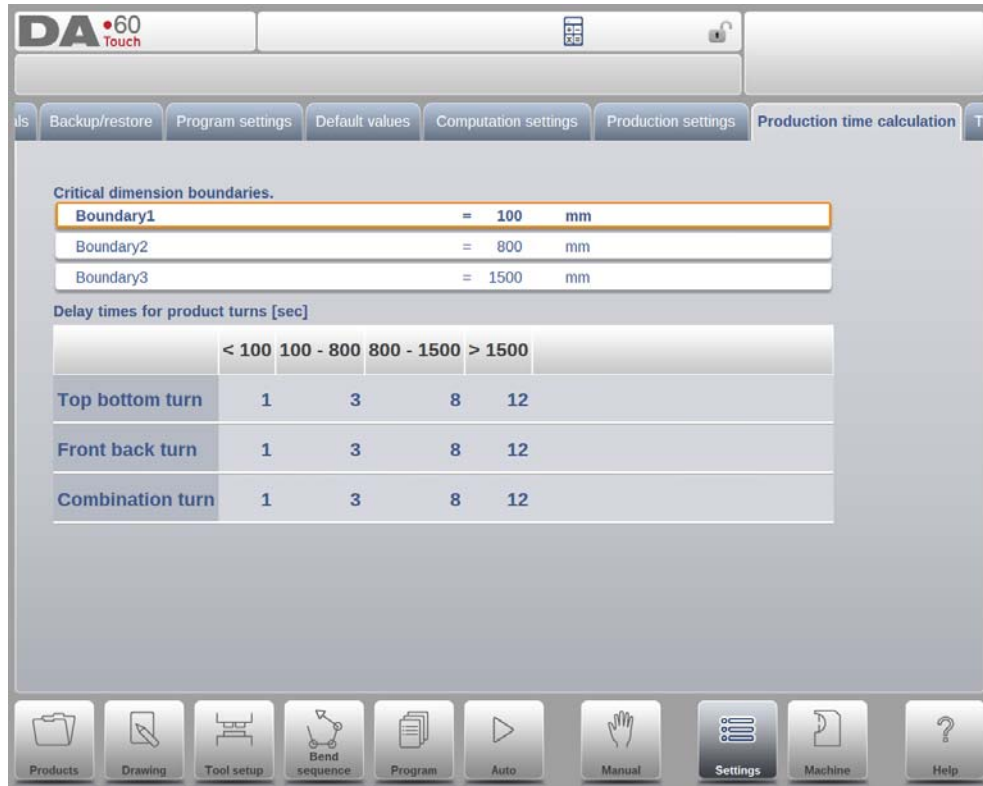 DA•60
Touch
ls Backup/restore Program settings Default values Computation settings Production settings Production time calculation T
Critical dimension boundaries.
Boundary1 = 100 mm
Boundary2 = 800 mm
Boundary3 = 1500 mm
Delay times for product turns [sec]
< 100 100 - 800 800 - 1500 > 1500
Top bottom turn 1 3 8 12
Front back turn 1 3 8 12
Combination turn 1 3 8 12
Products Drawing Tool setup Bend sequence Program Auto Manual Settings Machine Help